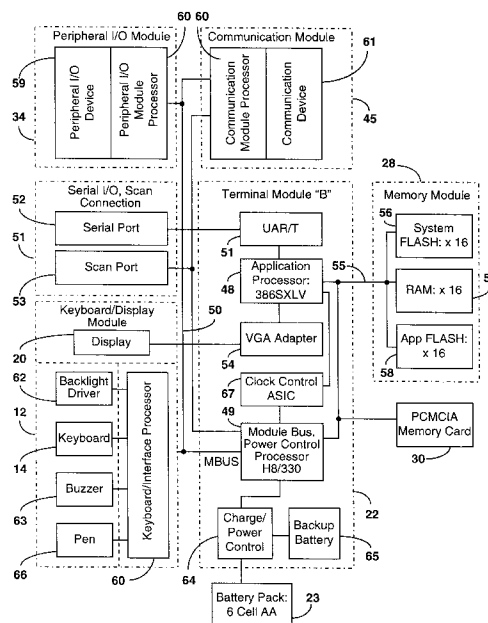 Peripheral I/O Module
60
60
Communication Module
59
Peripheral I/O
Device
Peripheral I/O
Module
Processor
Communication
Module Processor
Communication
Device
61
34
45
Serial I/O, Scan
Connection
52
Serial Port
51
Scan Port
53
Terminal Module "B"
UAR/T
51
Application
Processor:
386SXLV
48
55
28
Memory Module
56
System
FLASH: x 16
RAM: x 16
App FLASH:
x 16
58
Keyboard/Display
Module
50
20
Display
VGA Adapter
54
62
Backlight
Driver
12
Keyboard
14
Buzzer
63
Pen
66
Keyboard/Interface Processor
60
Clock Control
ASIC
67
49
Module Bus,
Power Control
Processor
H8/330
MBUS
PCMCIA
Memory Card
30
22
Charge/
Power
Control
64
Backup
Battery
65
Battery Pack:
6 Cell AA
23